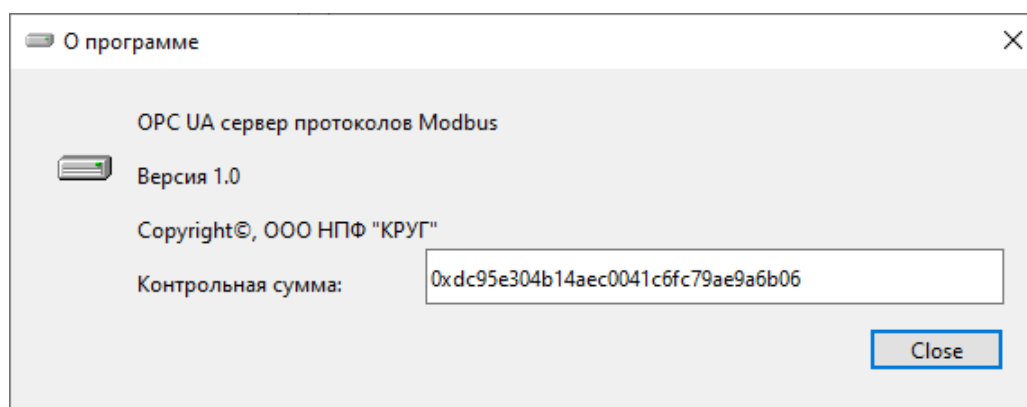 О программе
OPC UA сервер протоколов Modbus
Версия 1.0
Copyright©, ООО НПФ "КРУГ"
Контрольная сумма: 0xdc95e304b14aec0041c6fc79ae9a6b06
Close